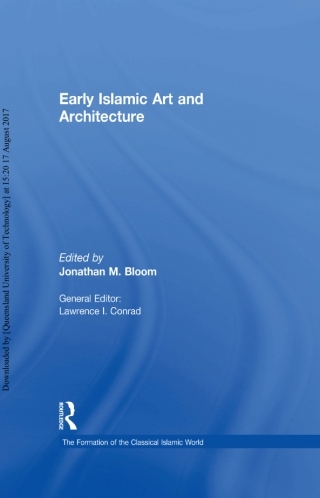 Early Islamic Art and
Architecture
Edited by
Jonathan M. Bloom
General Editor:
Lawrence I. Conrad
ROUTLEDGE
The Formation of the Classical Islamic World
Downloaded by [Queensland University of Technology] at 15:20 17 August 2017